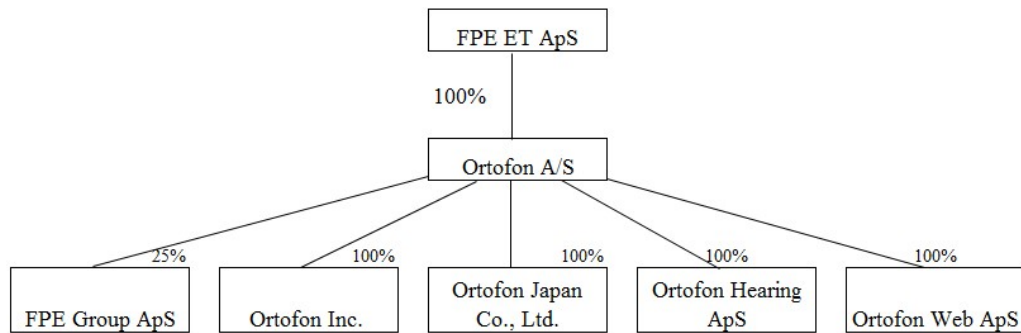 FPE ET ApS
100%
Ortofon A/S
25%
100%
100%
100%
100%
FPE Group ApS
Ortofon Inc.
Ortofon Japan
Co., Ltd.
Ortofon Hearing
ApS
Ortofon Web ApS